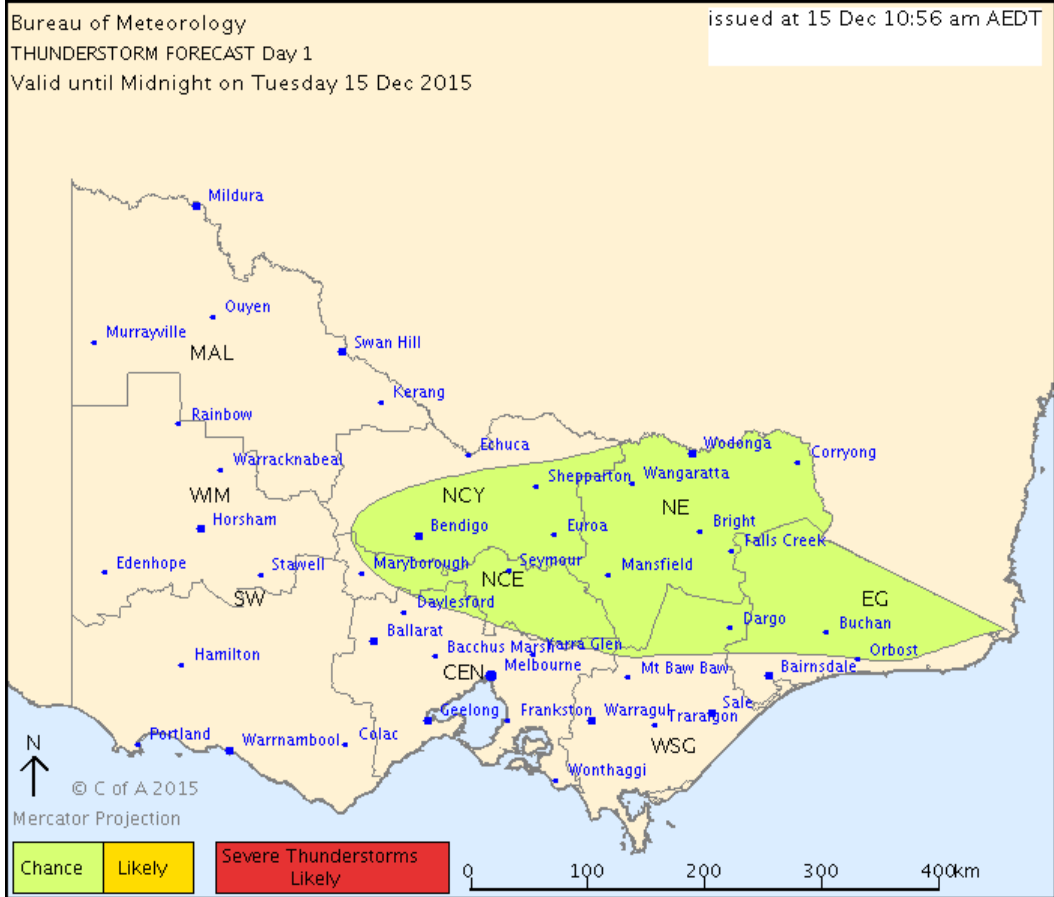 Bureau of Meteorology
issued at 15 Dec 10:56 am AEDT
THUNDERSTORM FORECAST Day 1
Valid until Midnight on Tuesday 15 Dec 2015
Mildura
Ouyen
Murrayville
MAL
Swan Hill
Kerang
Rainbow
Echuca
Wodonga
Warracknabeal
Corryong
Shepparton
Wangaratta
WIM
NCY
NE
Horsham
Bendigo
Euroa
Bright
Falls Creek
Edenhope
Stawell
Maryborough
Seymour
NCE
Mansfield
SW
EG
Daylesford
Dargo
Buchan
Ballarat
Bacchus Marsh
Yarra Glen
Orbost
Hamilton
CEN
Melbourne
Mt Baw Baw
Bairnsdale
Geelong
Frankston
Warragul
Traralgon
Sale
Portland
Warrnambool
Colac
WSG
N
Wonthaggi
© C of A 2015
Mercator Projection
Chance
Likely
Severe Thunderstorms
Likely
0 100 200 300 400km